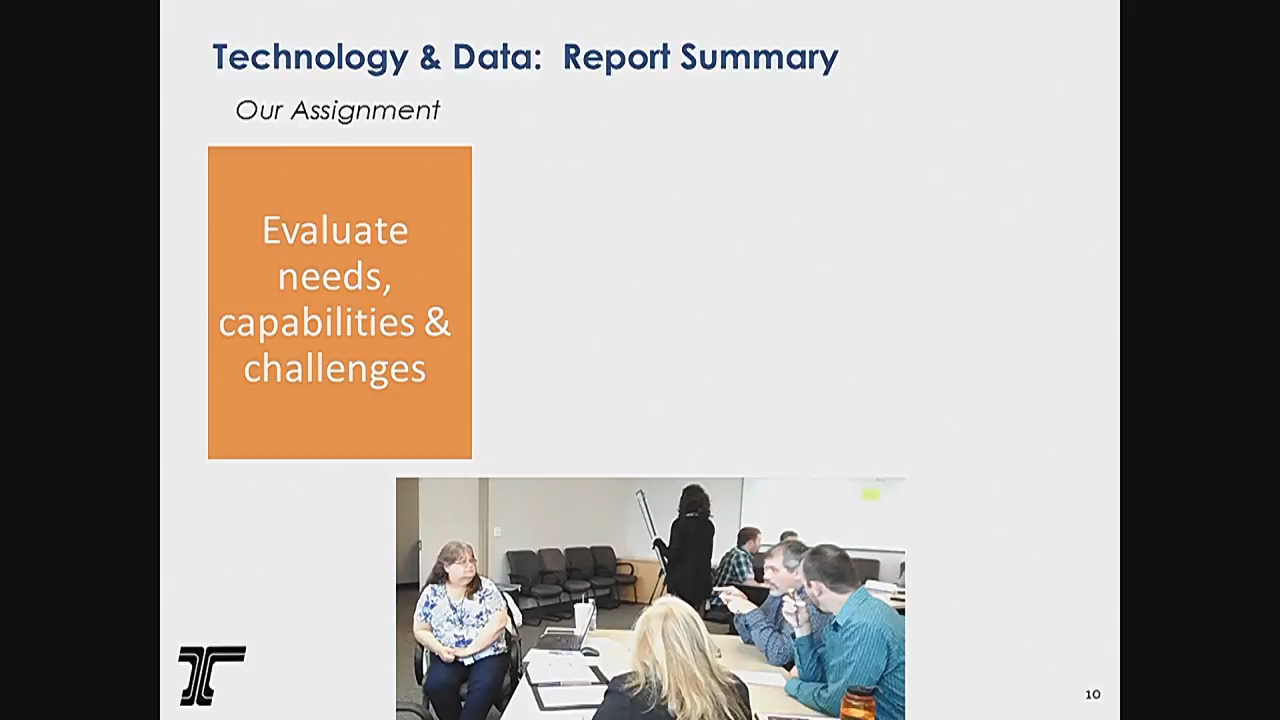 Technology & Data:  Report Summary
Our Assignment
Evaluate
needs,
capabilities &
challenges
10